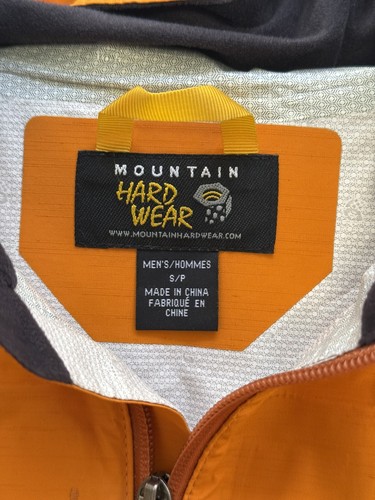 MOUNTAIN
HARD
WEAR
WWW.MOUNTAINHARDWEAR.COM
MEN'S/HOMMES
S/P
MADE IN CHINA
FABRIQUÉ EN
CHINE